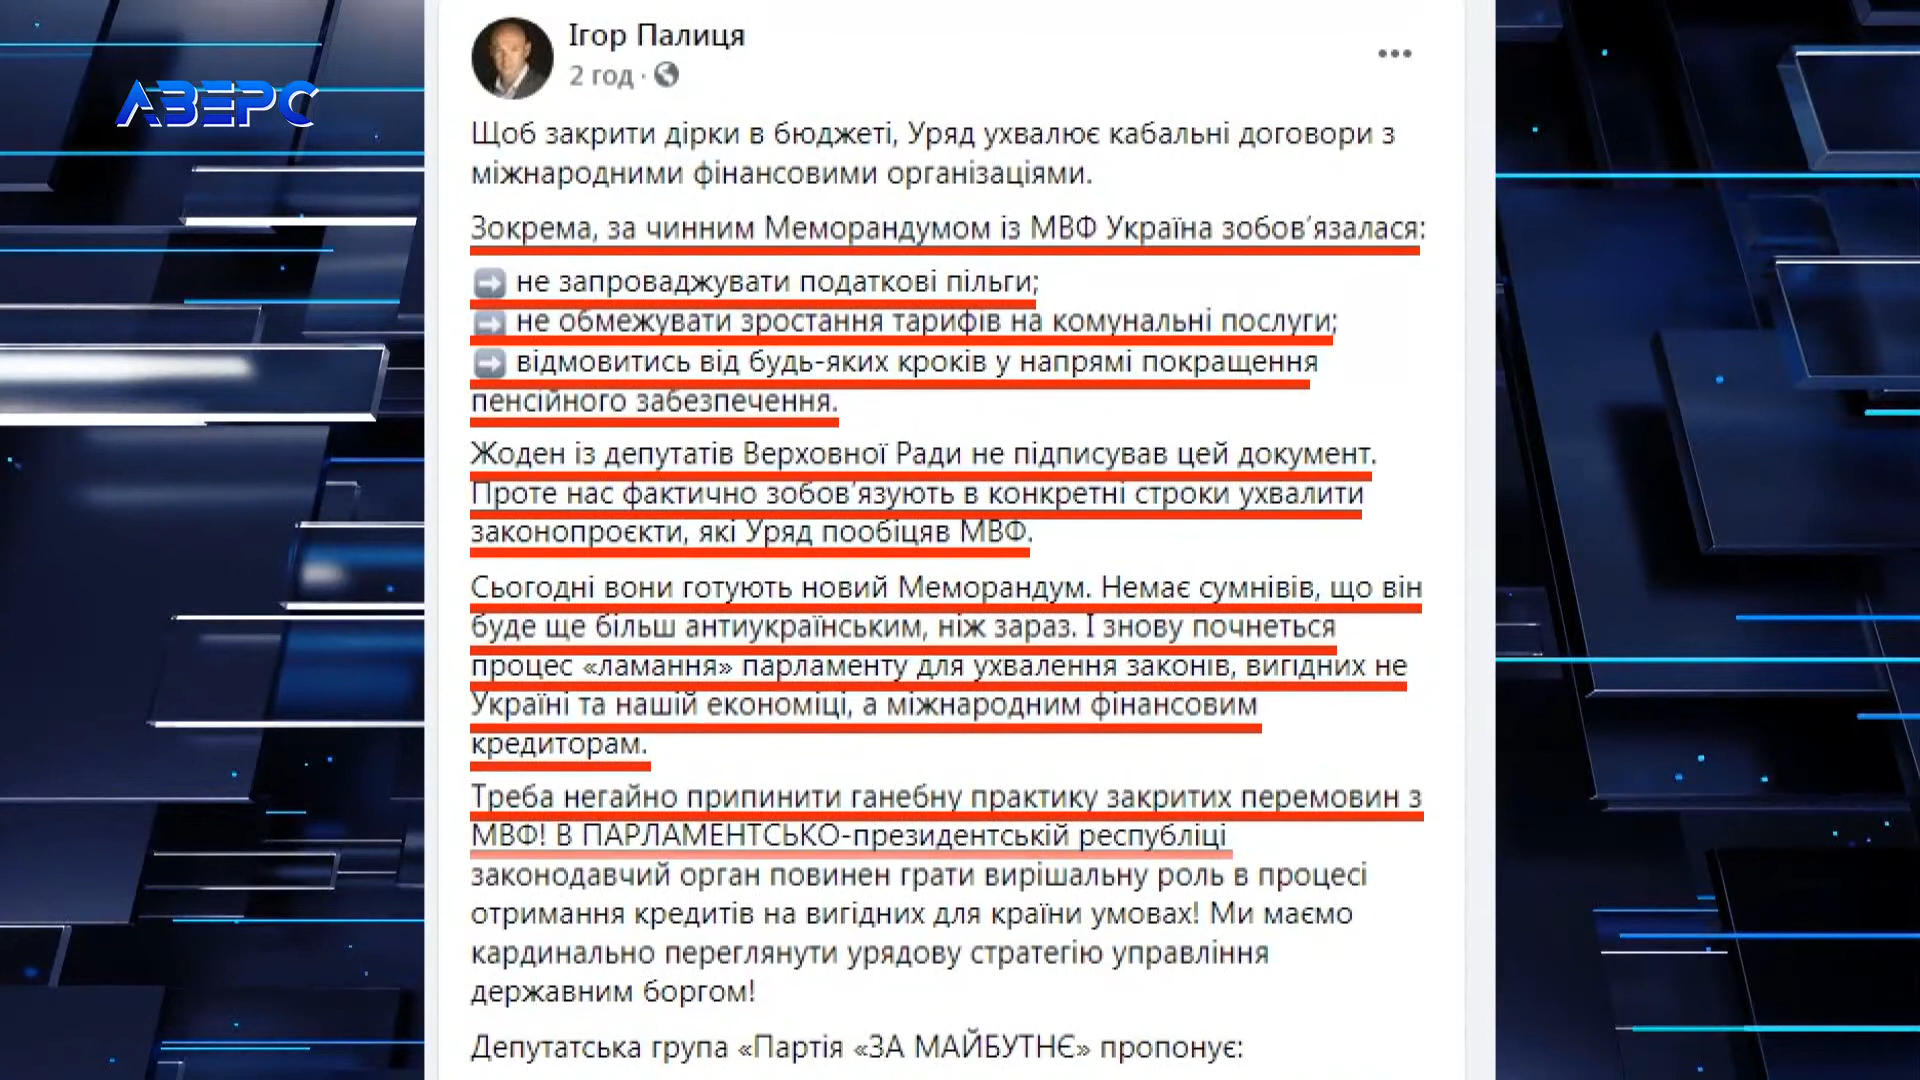 АВЕРС
Ігор Палиця
2 год ·
Щоб закрити дірки в бюджеті, Уряд ухвалює кабальні договори з
міжнародними фінансовими організаціями.
Зокрема, за чинним Меморандумом із МВФ Україна зобов’язалася:
➡ не запроваджувати податкові пільги;
➡ не обмежувати зростання тарифів на комунальні послуги;
➡ відмовитись від будь-яких кроків у напрямі покращення
пенсійного забезпечення.
Жоден із депутатів Верховної Ради не підписував цей документ.
Проте нас фактично зобов’язують в конкретні строки ухвалити
законопроєкти, які Уряд пообіцяв МВФ.
Сьогодні вони готують новий Меморандум. Немає сумнівів, що він
буде ще більш антиукраїнським, ніж зараз. І знову почнеться
процес «ламання» парламенту для ухвалення законів, вигідних не
Україні та нашій економіці, а міжнародним фінансовим
кредиторам.
Треба негайно припинити ганебну практику закритих перемовин з
МВФ! В ПАРЛАМЕНТСЬКО-президентській республіці
законодавчий орган повинен грати вирішальну роль в процесі
отримання кредитів на вигідних для країни умовах! Ми маємо
кардинально переглянути урядову стратегію управління
державним боргом!
Депутатська група «Партія «ЗА МАЙБУТНЄ» пропонує: